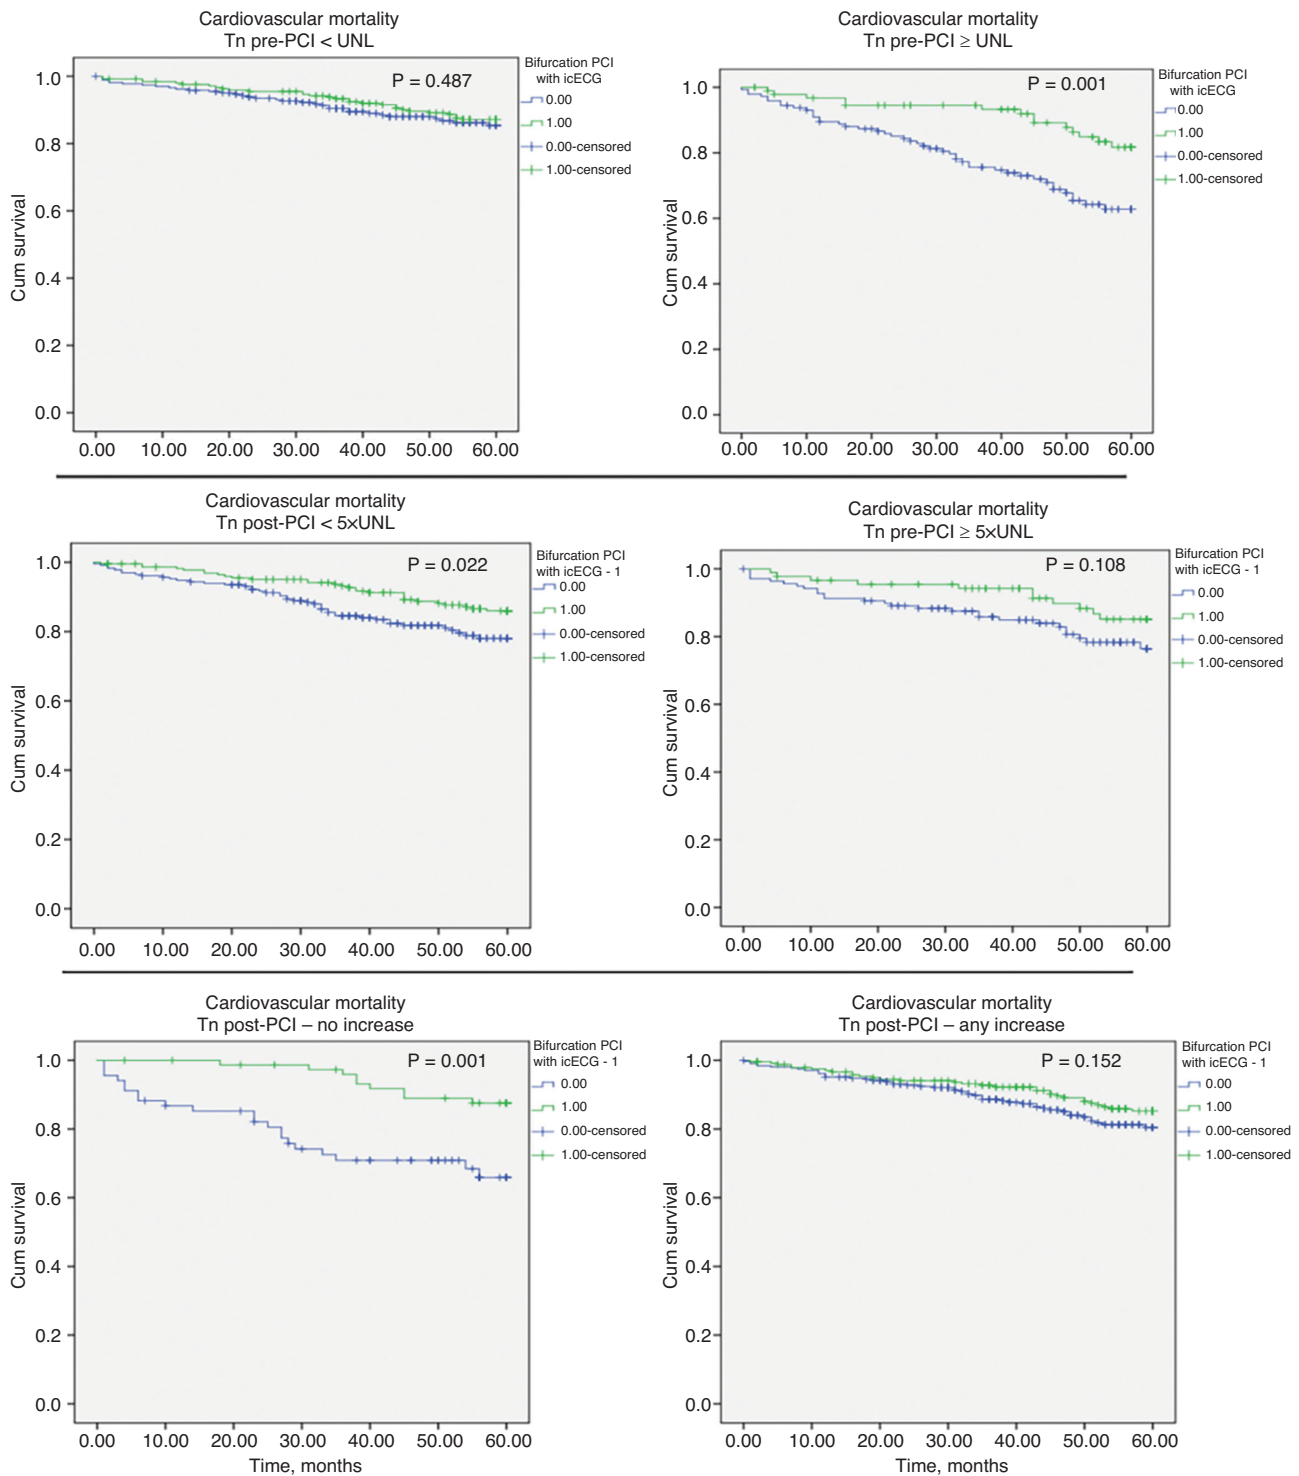 Cardiovascular mortality
Tn pre-PCI < UNL
P = 0.487
Bifurcation PCI
with icECG
0.00
1.00
0.00-censored
1.00-censored
Cum survival
1.0
0.8
0.6
0.4
0.2
0.0
0.00 10.00 20.00 30.00 40.00 50.00 60.00
Cardiovascular mortality
Tn pre-PCI ≥ UNL
P = 0.001
Bifurcation PCI
with icECG
0.00
1.00
0.00-censored
1.00-censored
Cum survival
1.0
0.8
0.6
0.4
0.2
0.0
0.00 10.00 20.00 30.00 40.00 50.00 60.00
Cardiovascular mortality
Tn post-PCI < 5×UNL
P = 0.022
Bifurcation PCI
with icECG - 1
0.00
1.00
0.00-censored
1.00-censored
Cum survival
1.0
0.8
0.6
0.4
0.2
0.0
0.00 10.00 20.00 30.00 40.00 50.00 60.00
Cardiovascular mortality
Tn pre-PCI ≥ 5×UNL
P = 0.108
Bifurcation PCI
with icECG - 1
0.00
1.00
0.00-censored
1.00-censored
Cum survival
1.0
0.8
0.6
0.4
0.2
0.0
0.00 10.00 20.00 30.00 40.00 50.00 60.00
Cardiovascular mortality
Tn post-PCI – no increase
P = 0.001
Bifurcation PCI
with icECG - 1
0.00
1.00
0.00-censored
1.00-censored
Cum survival
1.0
0.8
0.6
0.4
0.2
0.0
0.00 10.00 20.00 30.00 40.00 50.00 60.00
Time, months
Cardiovascular mortality
Tn post-PCI – any increase
P = 0.152
Bifurcation PCI
with icECG - 1
0.00
1.00
0.00-censored
1.00-censored
Cum survival
1.0
0.8
0.6
0.4
0.2
0.0
0.00 10.00 20.00 30.00 40.00 50.00 60.00
Time, months